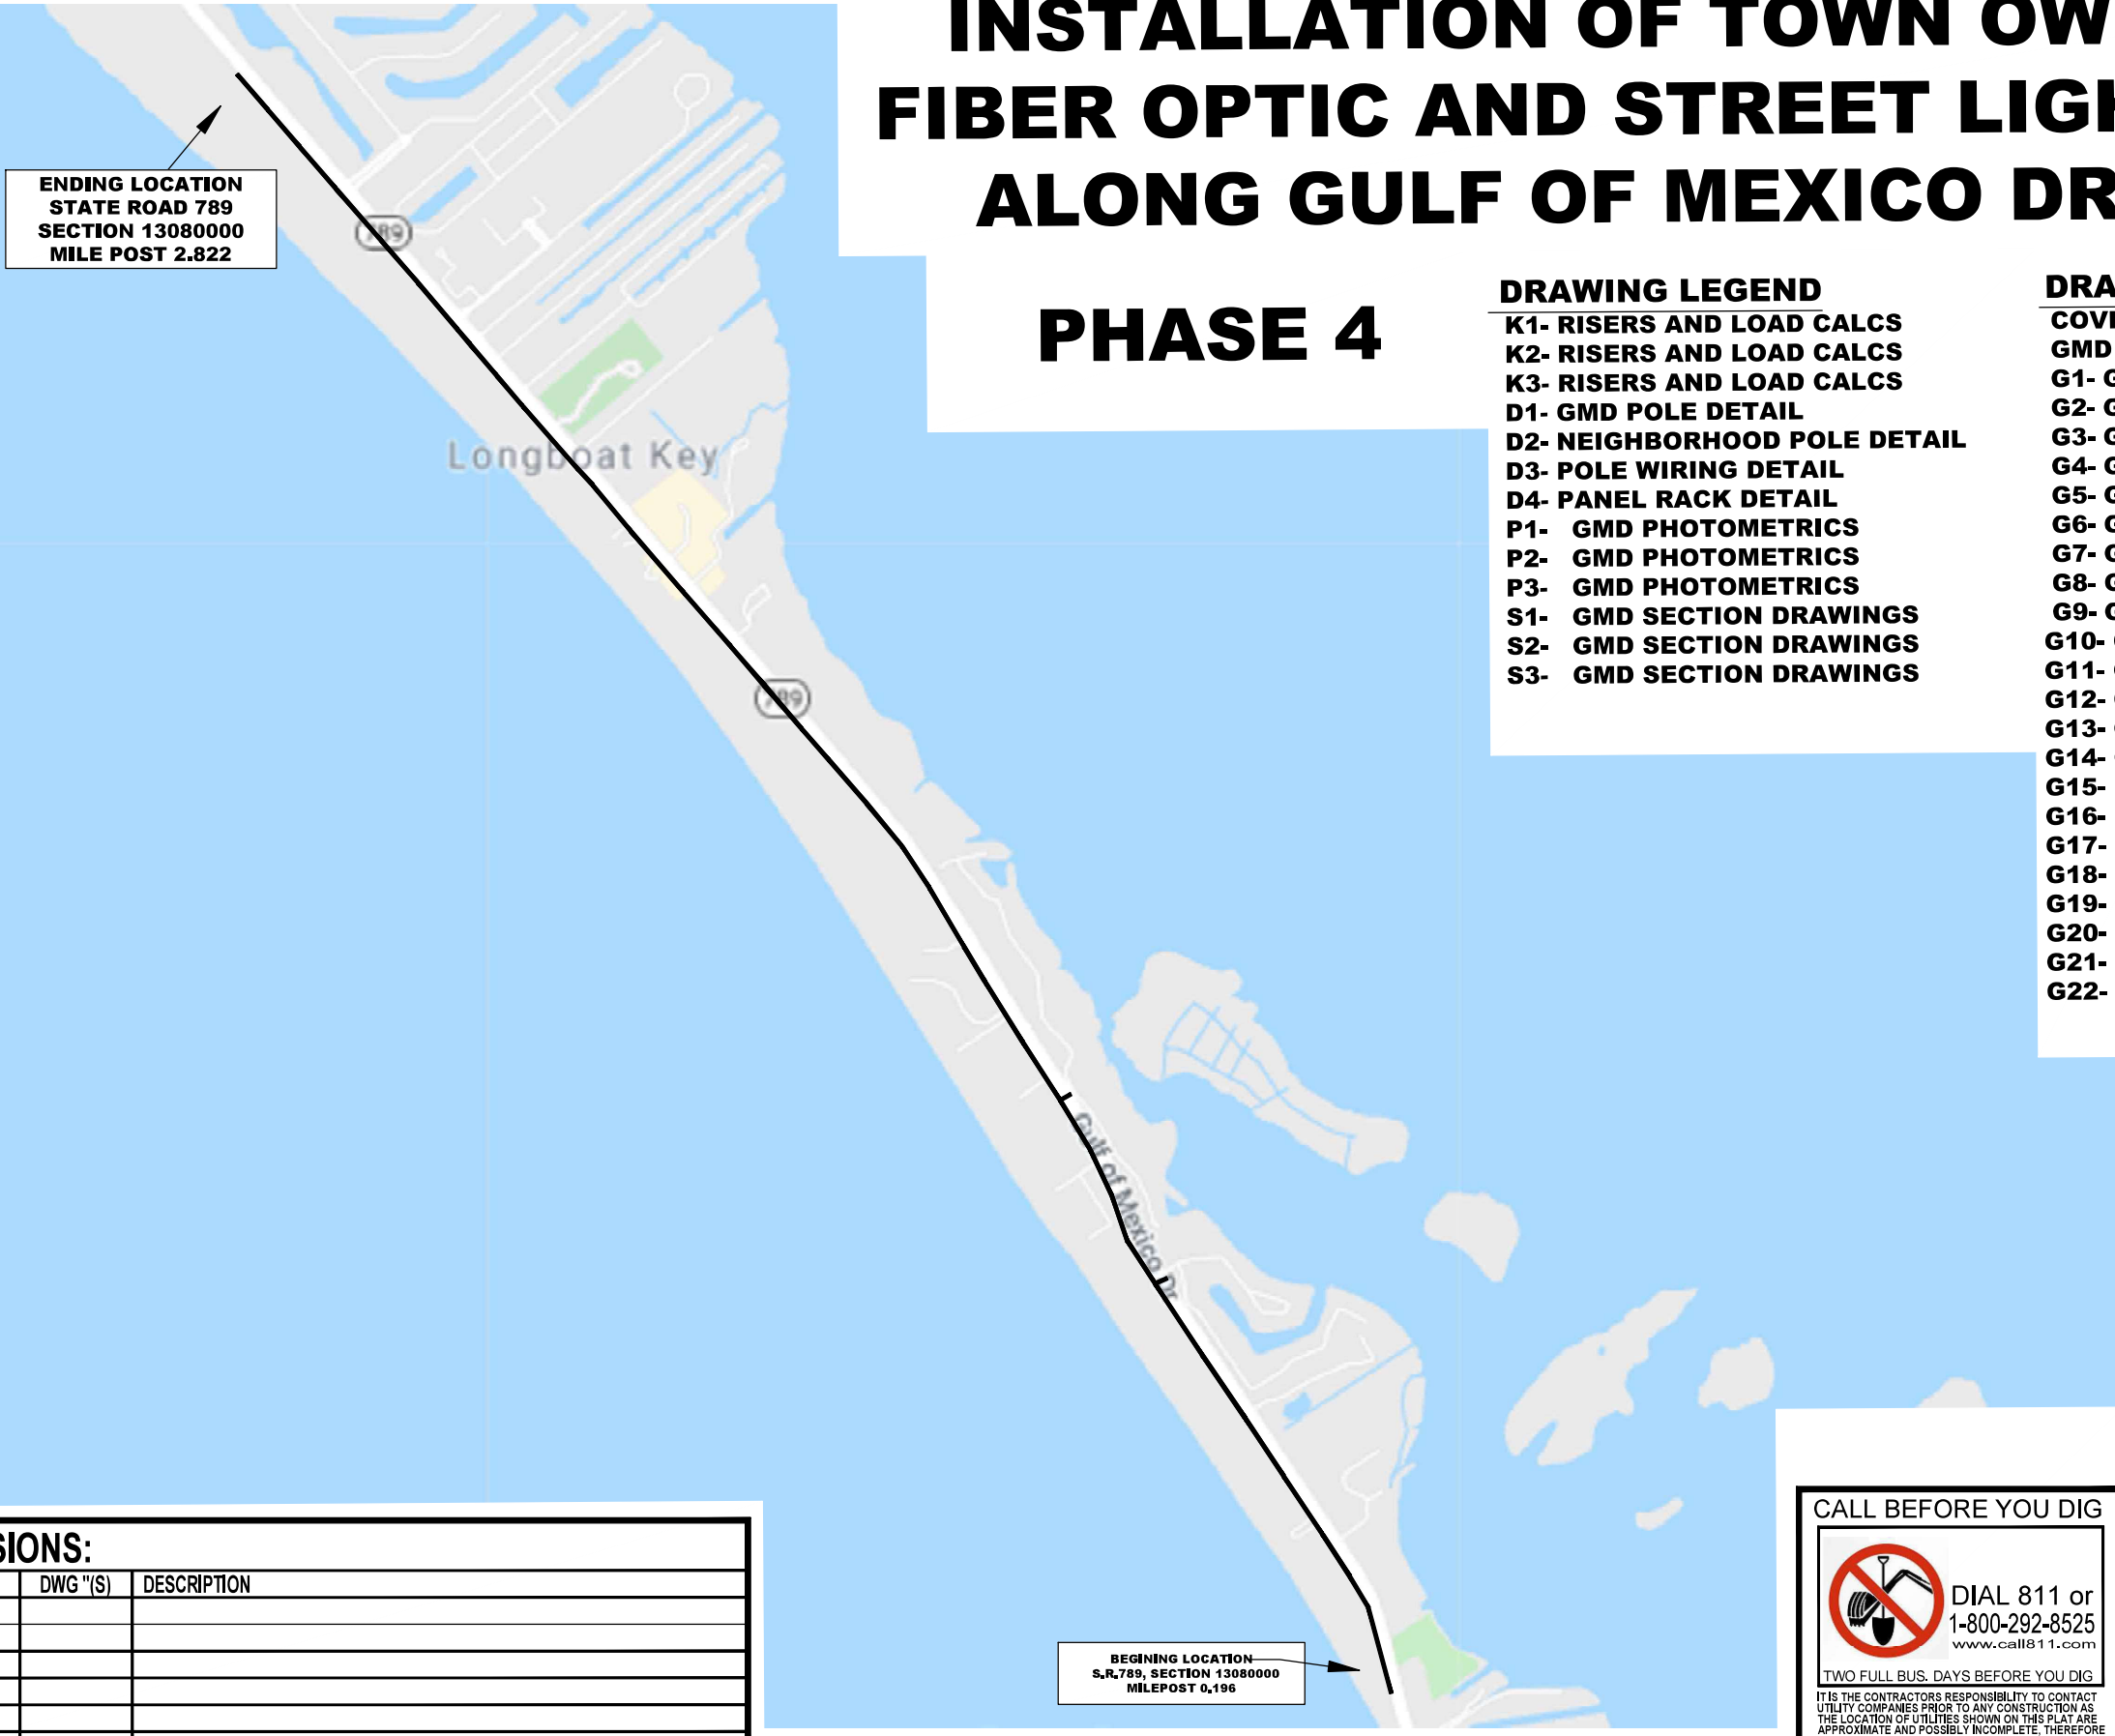 INSTALLATION OF TOWN OW
FIBER OPTIC AND STREET LIGH
ALONG GULF OF MEXICO DR
PHASE 4
ENDING LOCATION
STATE ROAD 789
SECTION 13080000
MILE POST 2.822
789
Longboat Key
789
Gulf of Mexico Dr
DRAWING LEGEND
K1- RISERS AND LOAD CALCS
K2- RISERS AND LOAD CALCS
K3- RISERS AND LOAD CALCS
D1- GMD POLE DETAIL
D2- NEIGHBORHOOD POLE DETAIL
D3- POLE WIRING DETAIL
D4- PANEL RACK DETAIL
P1- GMD PHOTOMETRICS
P2- GMD PHOTOMETRICS
P3- GMD PHOTOMETRICS
S1- GMD SECTION DRAWINGS
S2- GMD SECTION DRAWINGS
S3- GMD SECTION DRAWINGS
DRA
COV
GMD
G1- G
G2- G
G3- G
G4- G
G5- G
G6- G
G7- G
G8- G
G9- G
G10-
G11-
G12-
G13-
G14-
G15-
G16-
G17-
G18-
G19-
G20-
G21-
G22-
BEGINING LOCATION
S.R.789, SECTION 13080000
MILEPOST 0.196
SIONS:
DWG "(S) DESCRIPTION
CALL BEFORE YOU DIG
DIAL 811 or
1-800-292-8525
www.call811.com
TWO FULL BUS. DAYS BEFORE YOU DIG
IT IS THE CONTRACTORS RESPONSIBILITY TO CONTACT
UTILITY COMPANIES PRIOR TO ANY CONSTRUCTION AS
THE LOCATION OF UTILITIES SHOWN ON THIS PLAT ARE
APPROXIMATE AND POSSIBLY INCOMPLETE, THEREFORE